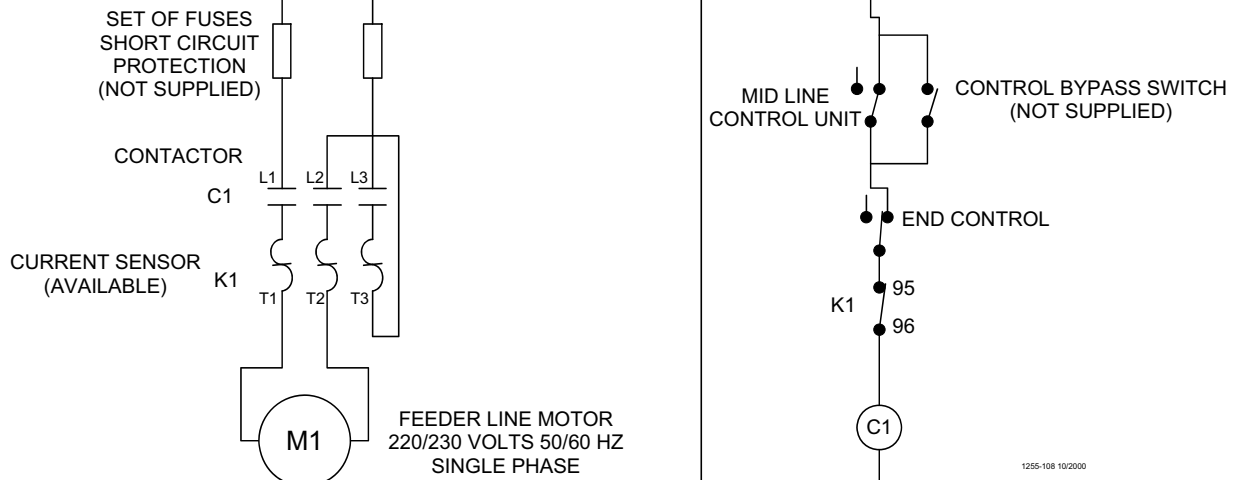 SET OF FUSES
SHORT CIRCUIT
PROTECTION
(NOT SUPPLIED)
CONTACTOR
C1
L1 L2 L3
CURRENT SENSOR
(AVAILABLE)
K1
T1 T2 T3
M1
FEEDER LINE MOTOR
220/230 VOLTS 50/60 HZ
SINGLE PHASE
MID LINE
CONTROL UNIT
CONTROL BYPASS SWITCH
(NOT SUPPLIED)
END CONTROL
K1
95
96
C1
1255-108 10/2000